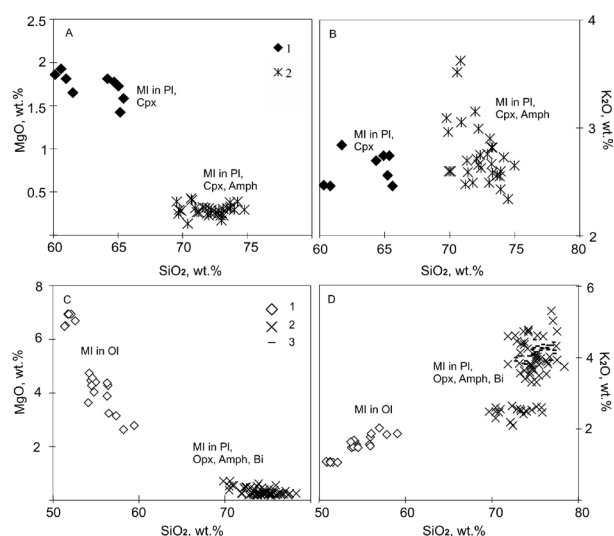 A
1
2
MI in Pl,
Cpx
MI in Pl,
Cpx, Amph
MgO, wt.%
2
1.5
1
0.5
0
60
65
70
75
SiO₂, wt.%
B
MI in Pl,
Cpx
MI in Pl,
Cpx, Amph
K₂O, wt.%
4
3
2
60
65
70
75
80
SiO₂, wt.%
C
1
2
3
MI in Ol
MI in Pl,
Opx, Amph, Bi
MgO, wt.%
8
6
4
2
50
60
70
SiO₂, wt.%
D
MI in Ol
MI in Pl,
Opx, Amph, Bi
K₂O, wt.%
6
4
2
50
60
70
80
SiO₂, wt.%